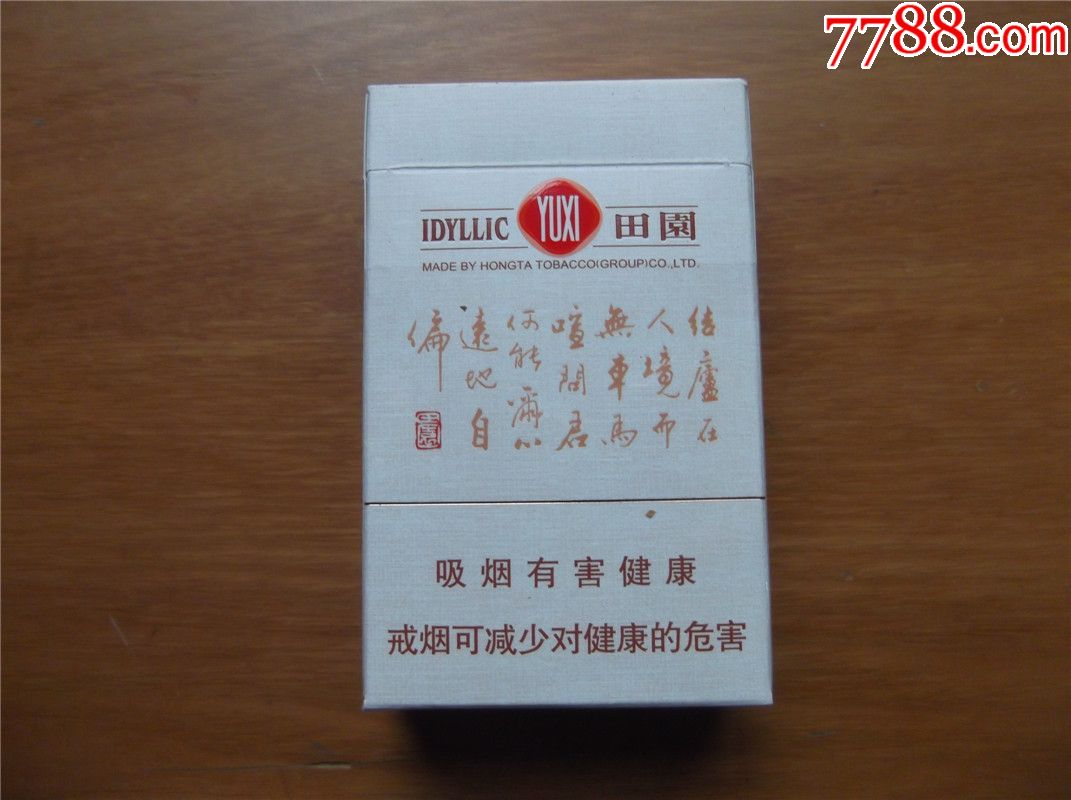 7788.com
IDYLLIC YUXI 田園
MADE BY HONGTA TOBACCO(GROUP)CO.,LTD.
结廬在
人境而
無車馬
喧問君
何能爾心
遠地自
偏
吸烟有害健康
戒烟可减少对健康的危害